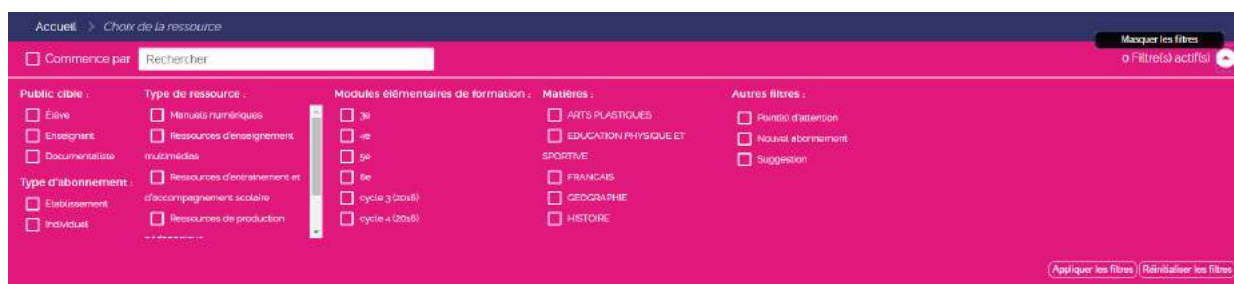 Accueil > Choix de la ressource
Masquer les filtres
Commence par Rechercher
0 Filtre(s) actif(s)
Public cible :
Élève
Enseignant
Documentaliste
Type d'abonnement :
Etablissement
Individuel
Type de ressource :
Manuels numériques
Ressources d'enseignement
multimédias
Ressources d'entrainement et
d'accompagnement scolaire
Ressources de production
Modules élémentaires de formation :
3e
4e
5e
6e
cycle 3 (2016)
cycle 4 (2016)
Matières :
ARTS PLASTIQUES
EDUCATION PHYSIQUE ET
SPORTIVE
FRANCAIS
GEOGRAPHIE
HISTOIRE
Autres filtres :
Point(s) d'attention
Nouvel abonnement
Suggestion
Appliquer les filtres Réinitialiser les filtres